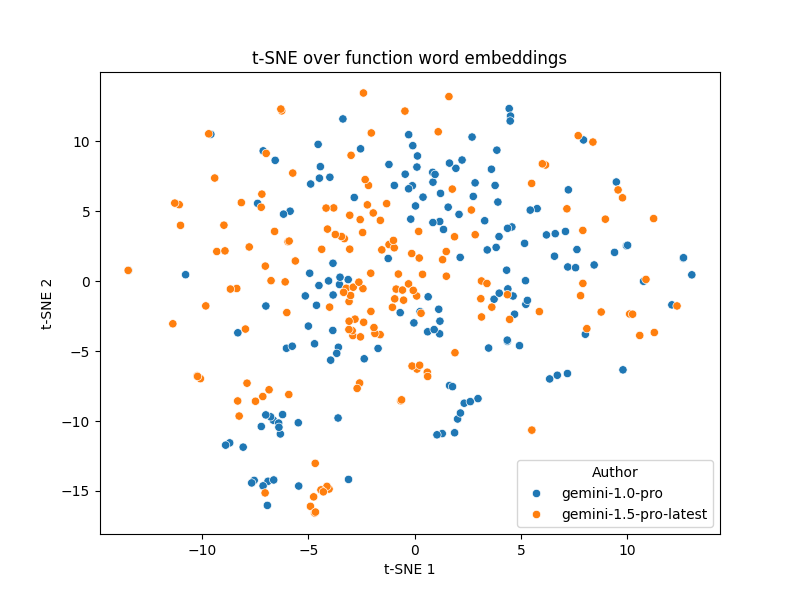 t-SNE over function word embeddings
10
5
0
−5
−10
−15
t-SNE 2
−10
−5
0
5
10
t-SNE 1
Author
gemini-1.0-pro
gemini-1.5-pro-latest